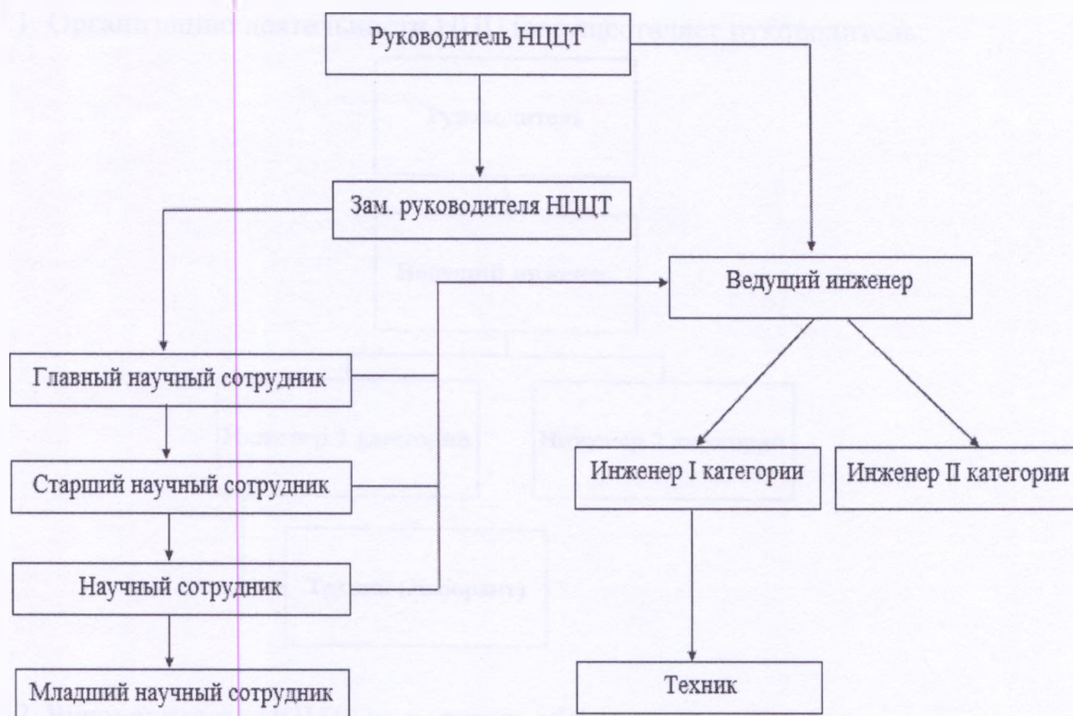 Руководитель НЦЦТ
Зам. руководителя НЦЦТ
Ведущий инженер
Главный научный сотрудник
Инженер I категории
Инженер II категории
Старший научный сотрудник
Научный сотрудник
Младший научный сотрудник
Техник